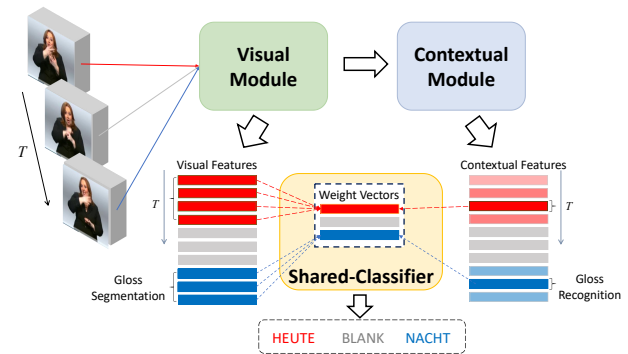 Visual
Module
Contextual
Module
T
Visual Features
Contextual Features
T
Weight Vectors
T
Gloss
Segmentation
Shared-Classifier
Gloss
Recognition
HEUTE BLANK NACHT